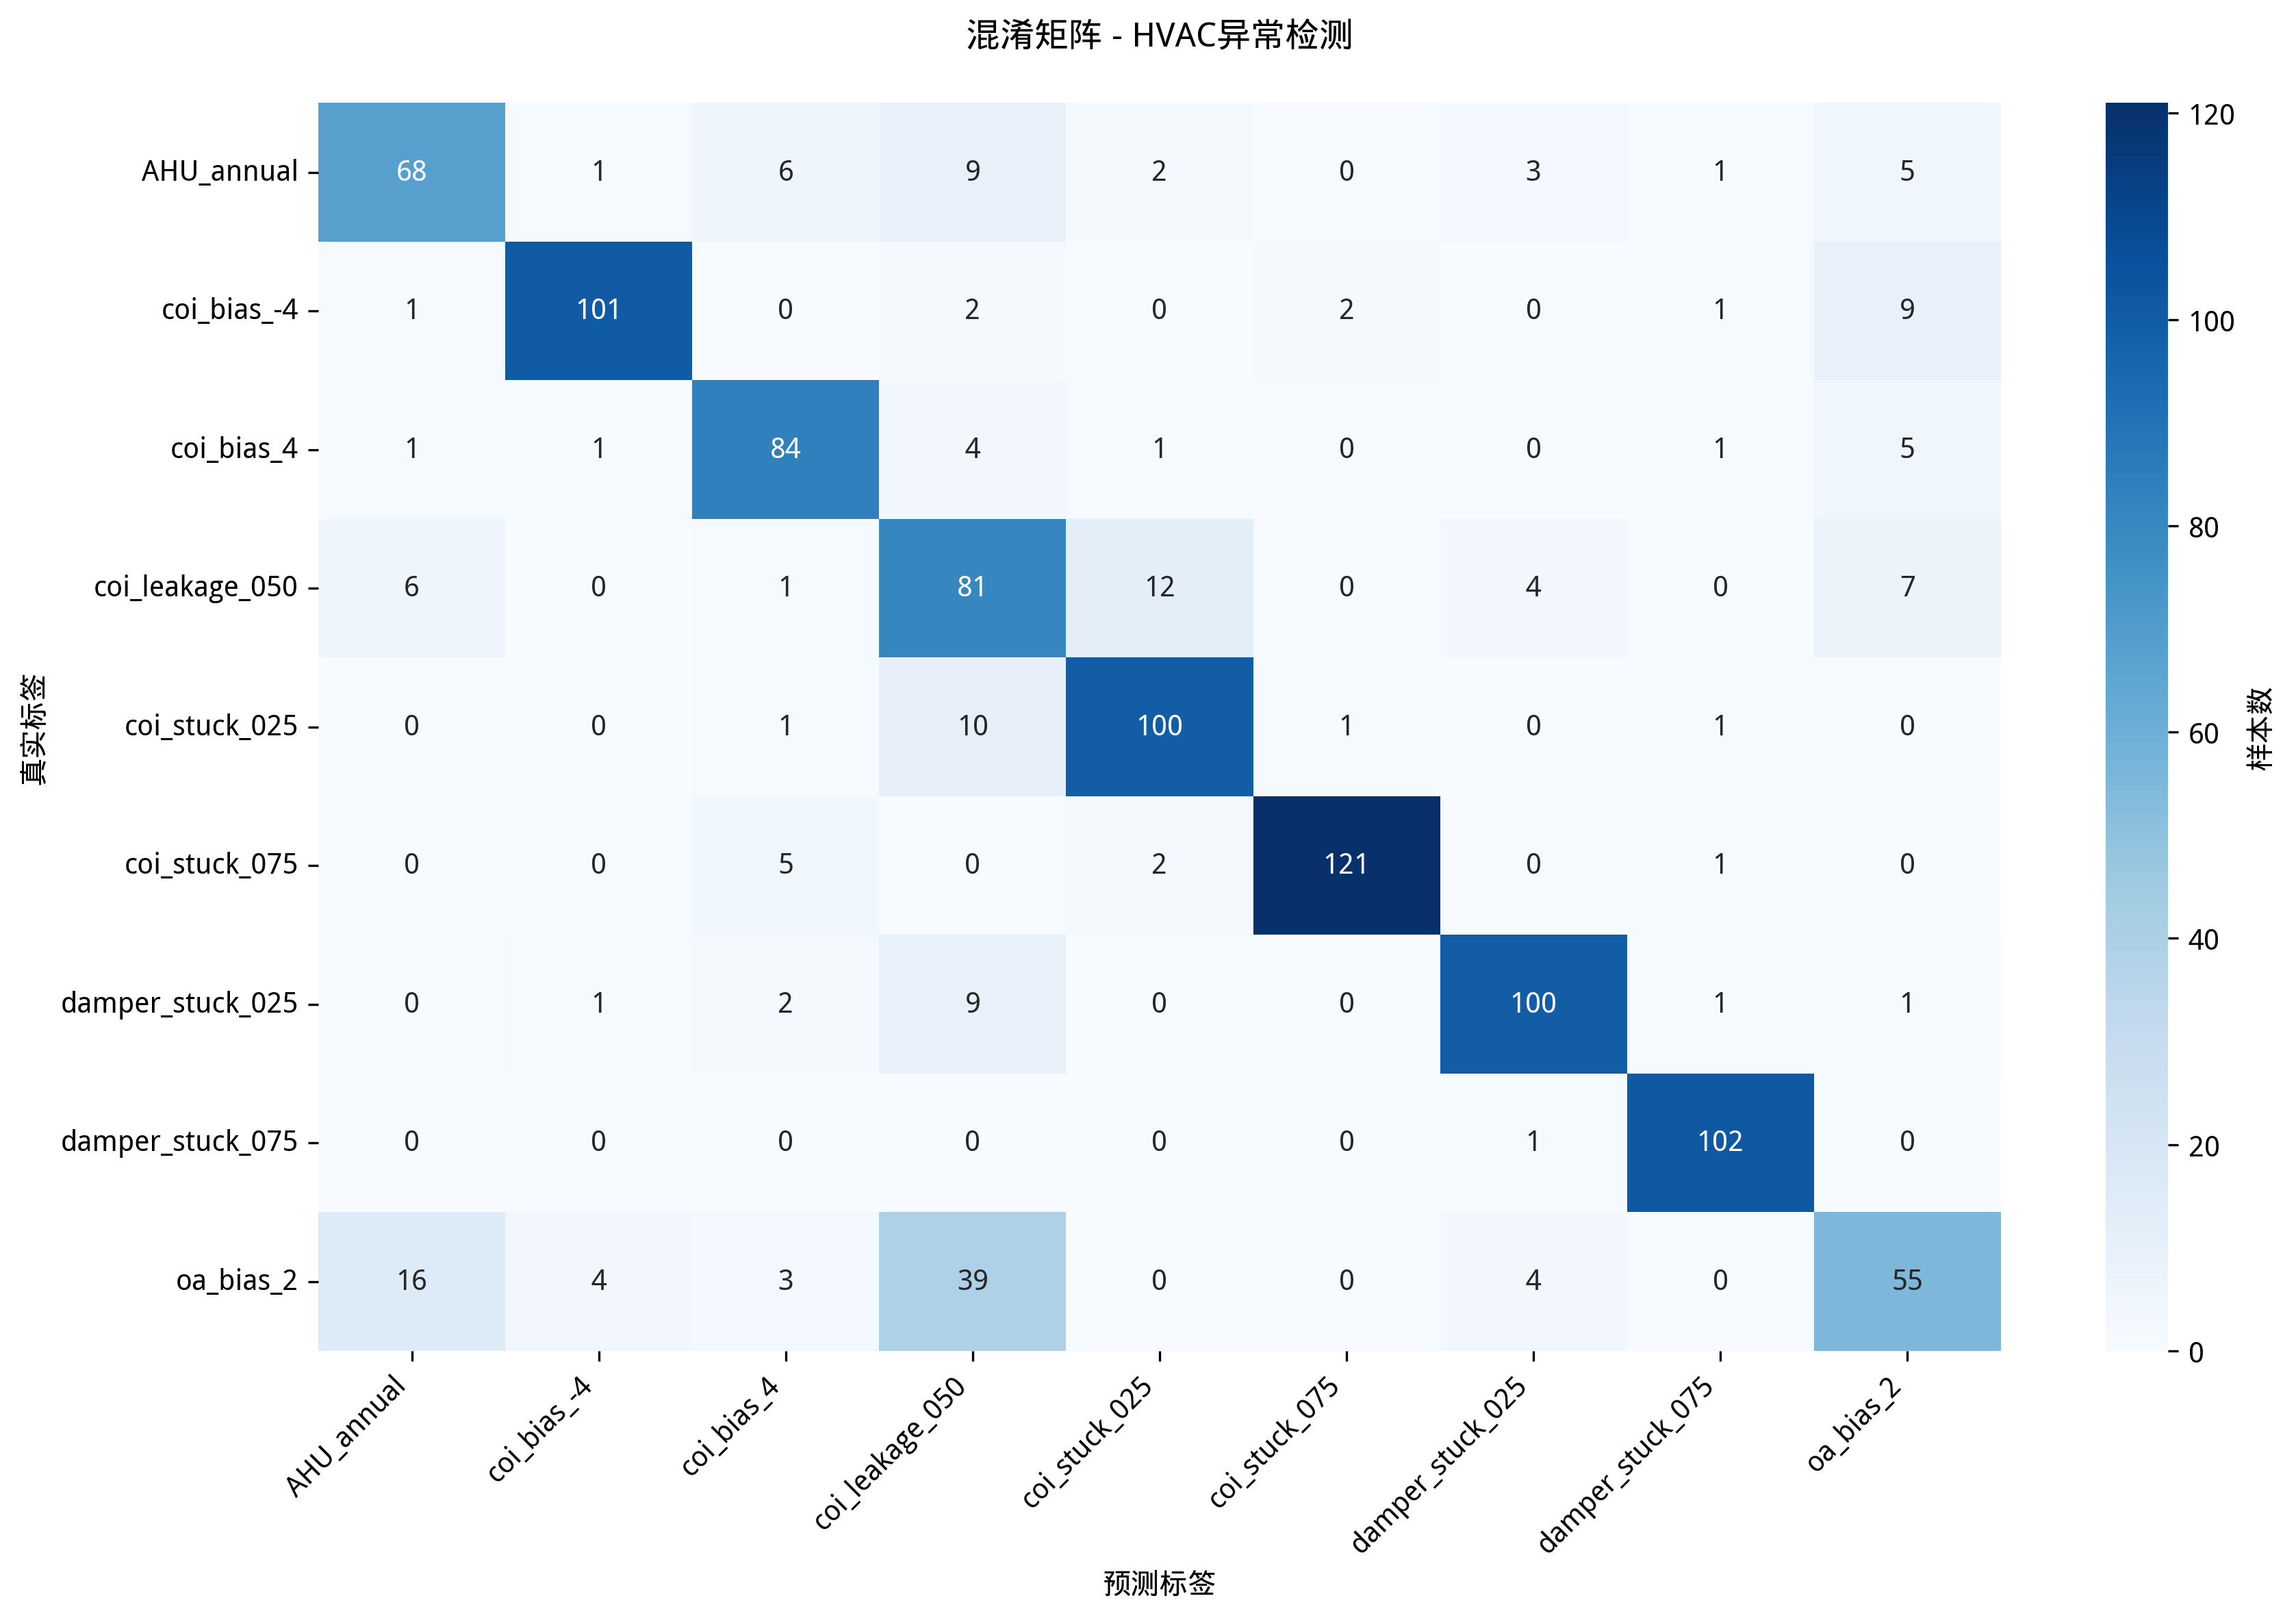 混淆矩阵 - HVAC异常检测
AHU_annual 68 1 6 9 2 0 3 1 5
coi_bias_-4 1 101 0 2 0 2 0 1 9
coi_bias_4 1 1 84 4 1 0 0 1 5
coi_leakage_050 6 0 1 81 12 0 4 0 7
coi_stuck_025 0 0 1 10 100 1 0 1 0
coi_stuck_075 0 0 5 0 2 121 0 1 0
damper_stuck_025 0 1 2 9 0 0 100 1 1
damper_stuck_075 0 0 0 0 0 0 1 102 0
oa_bias_2 16 4 3 39 0 0 4 0 55
真实标签
AHU_annual
coi_bias_-4
coi_bias_4
coi_leakage_050
coi_stuck_025
coi_stuck_075
damper_stuck_025
damper_stuck_075
oa_bias_2
预测标签
120
100
80
60
40
20
0
样本数